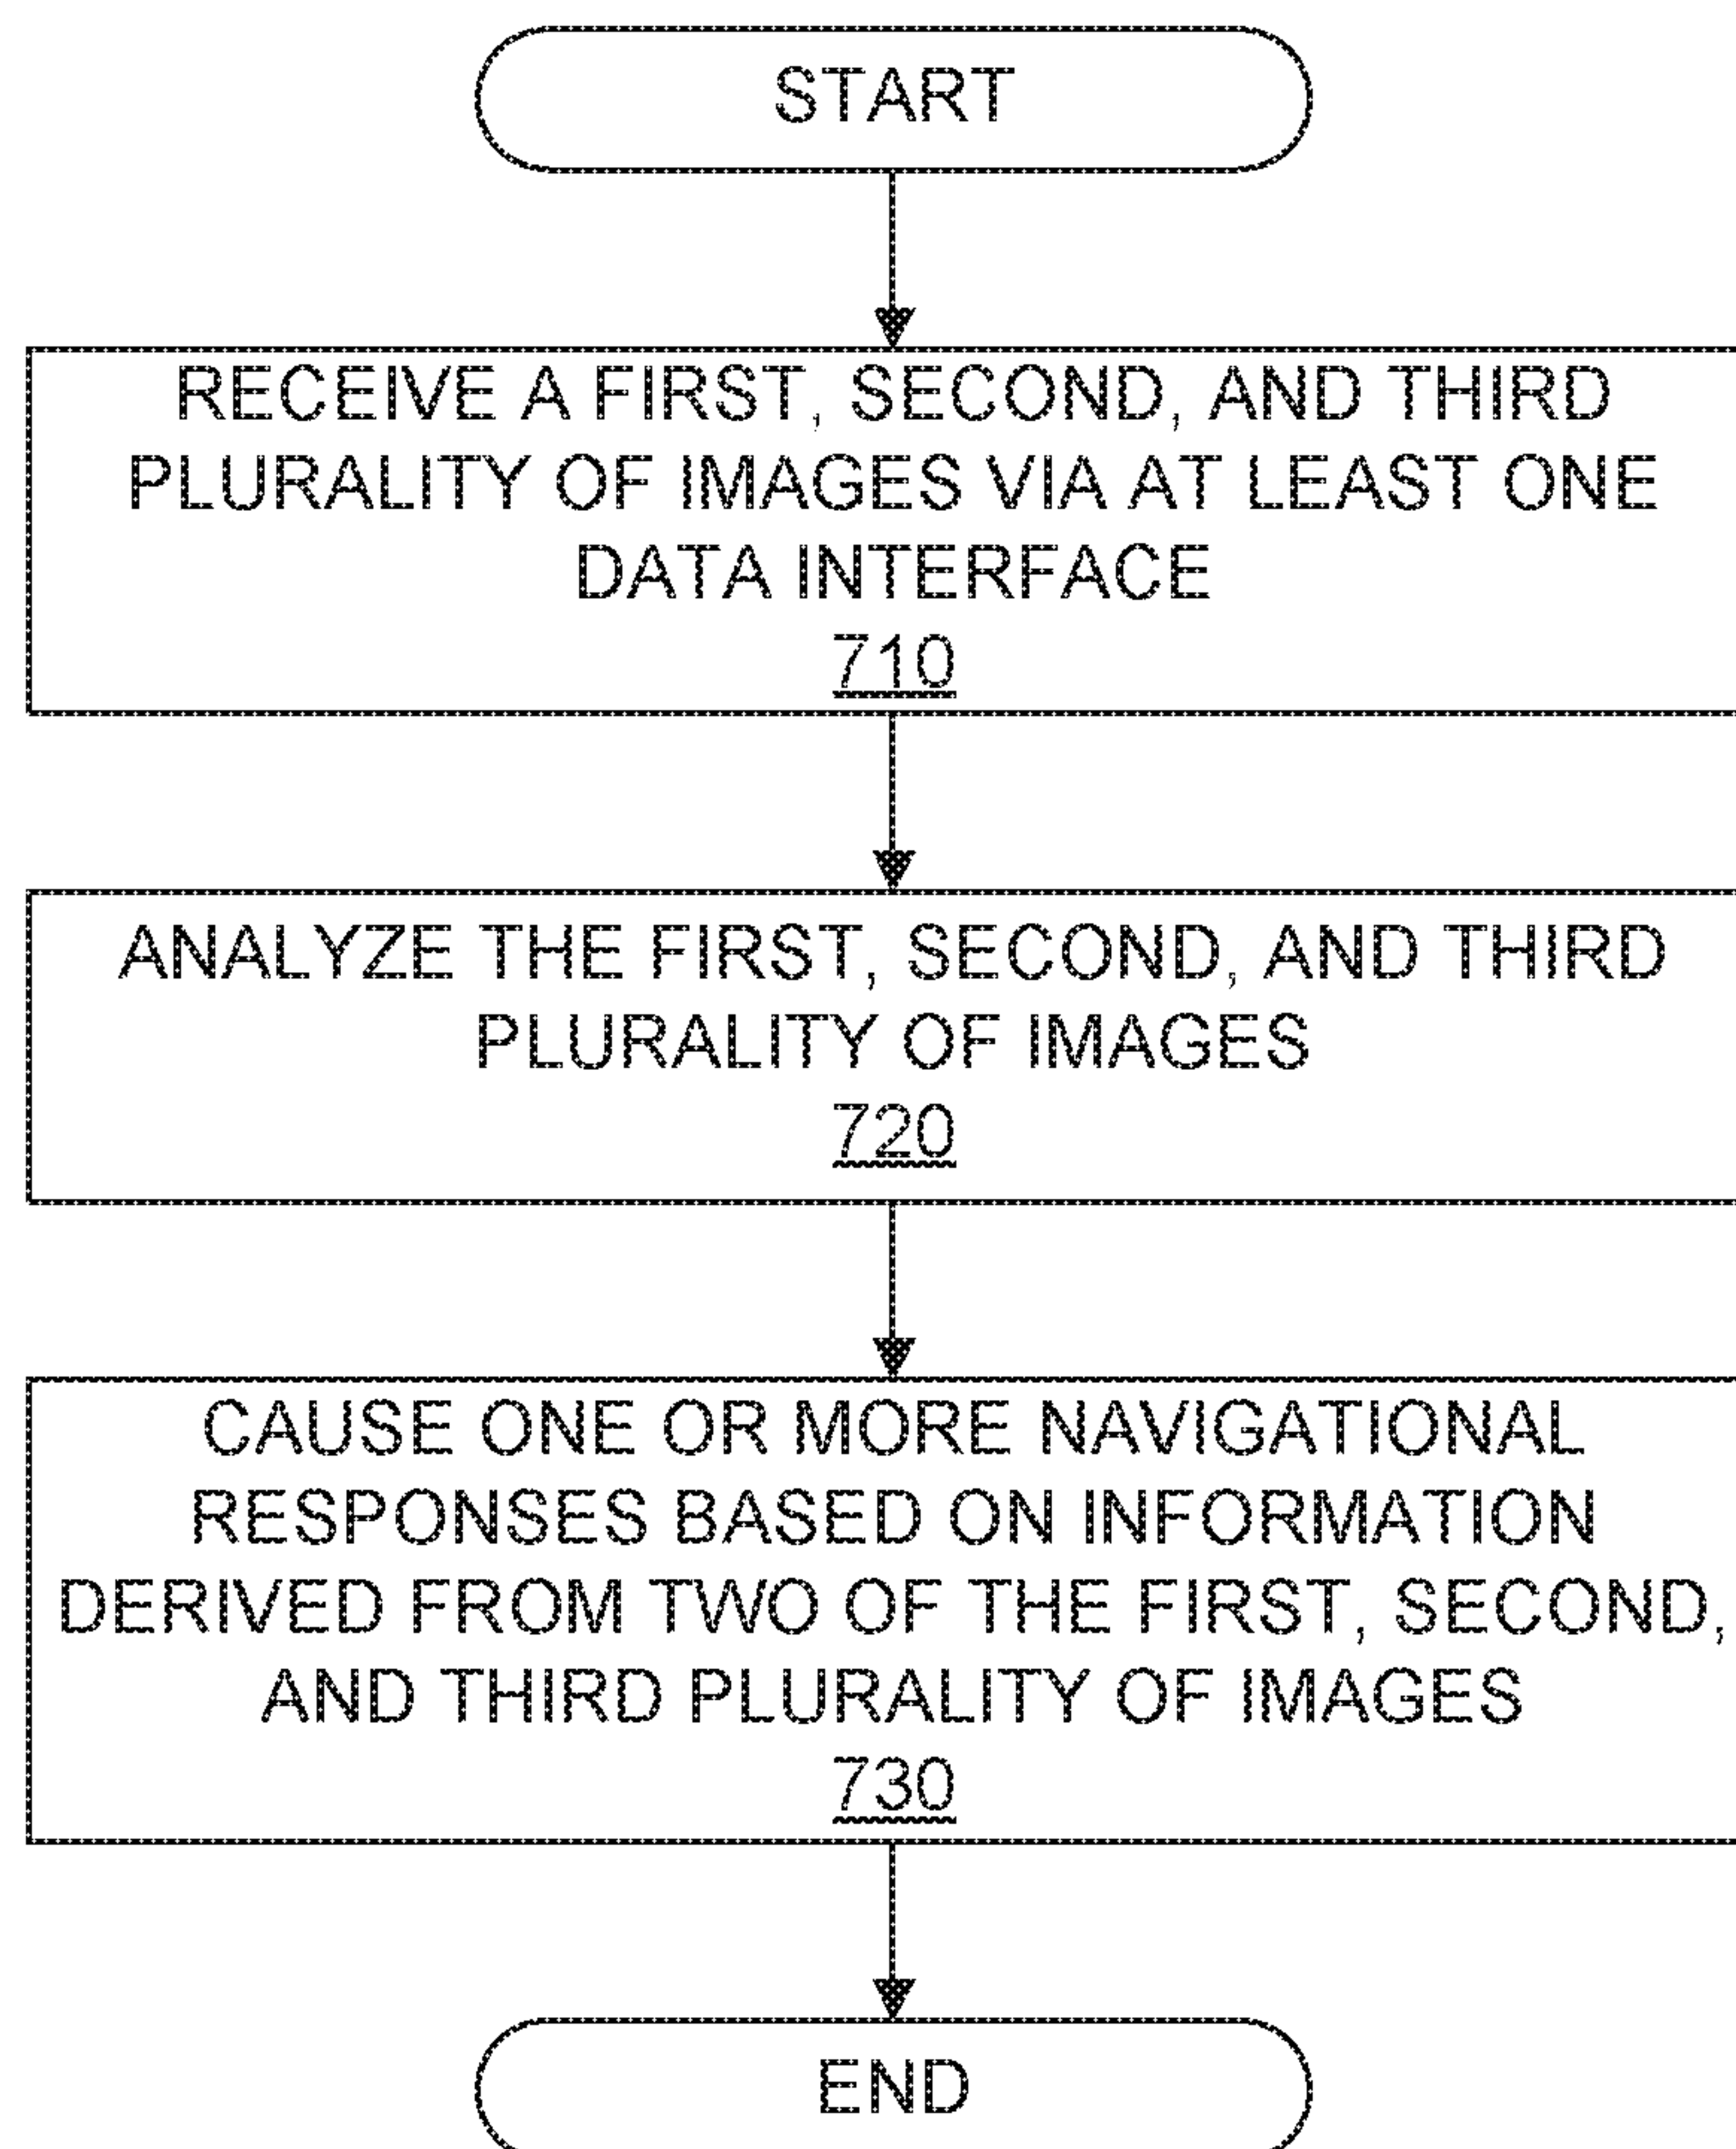 START
RECEIVE A FIRST, SECOND, AND THIRD
PLURALITY OF IMAGES VIA AT LEAST ONE
DATA INTERFACE
710
ANALYZE THE FIRST, SECOND, AND THIRD
PLURALITY OF IMAGES
720
CAUSE ONE OR MORE NAVIGATIONAL
RESPONSES BASED ON INFORMATION
DERIVED FROM TWO OF THE FIRST, SECOND,
AND THIRD PLURALITY OF IMAGES
730
END